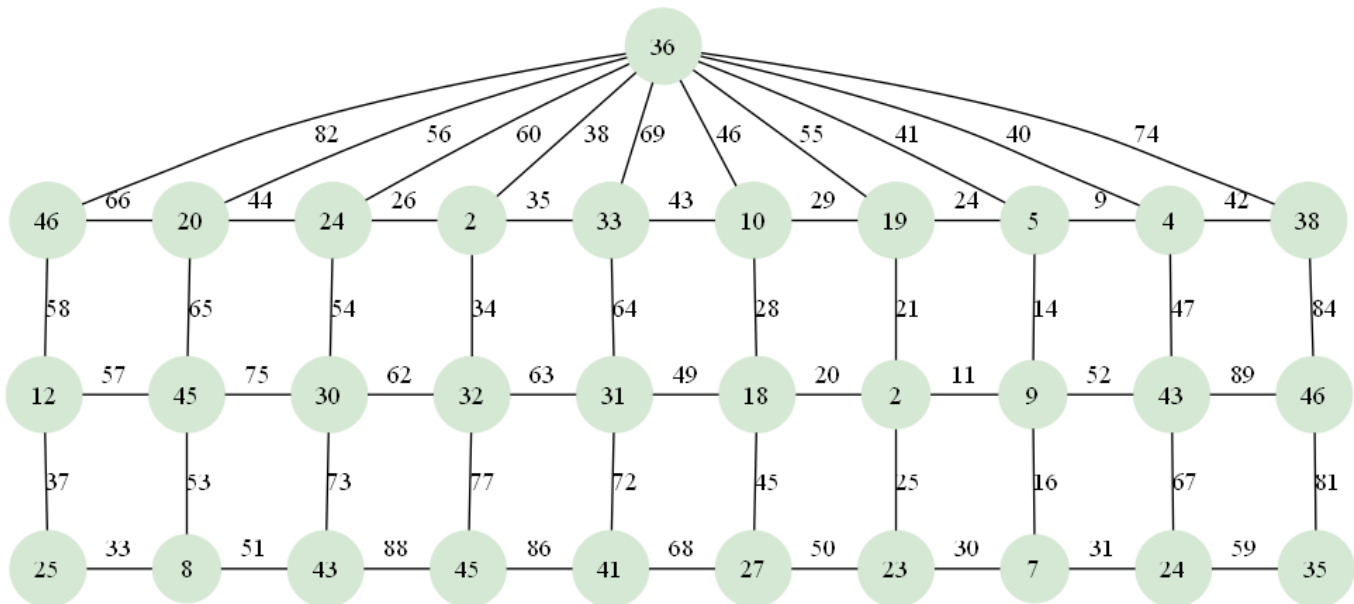 36
82 56 60 38 69 46 55 41 40 74
66 44 26 35 43 29 24 9 42
46 20 24 2 33 10 19 5 4 38
58 65 54 34 64 28 21 14 47 84
57 75 62 63 49 20 11 52 89
12 45 30 32 31 18 2 9 43 46
37 53 73 77 72 45 25 16 67 81
33 51 88 86 68 50 30 31 59
25 8 43 45 41 27 23 7 24 35